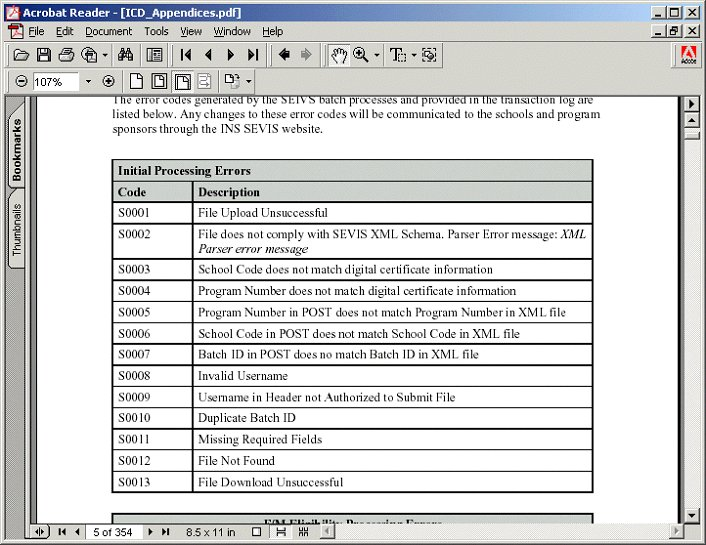 Acrobat Reader - [ICD_Appendices.pdf]
File Edit Document Tools View Window Help
Adobe
107%
Bookmarks
Thumbnails
The error codes generated by the SEIVS batch processes and provided in the transaction log are
listed below. Any changes to these error codes will be communicated to the schools and program
sponsors through the INS SEVIS website.
Initial Processing Errors
Code Description
S0001 File Upload Unsuccessful
S0002 File does not comply with SEVIS XML Schema. Parser Error message: XML
Parser error message
S0003 School Code does not match digital certificate information
S0004 Program Number does not match digital certificate information
S0005 Program Number in POST does not match Program Number in XML file
S0006 School Code in POST does not match School Code in XML file
S0007 Batch ID in POST does no match Batch ID in XML file
S0008 Invalid Username
S0009 Username in Header not Authorized to Submit File
S0010 Duplicate Batch ID
S0011 Missing Required Fields
S0012 File Not Found
S0013 File Download Unsuccessful
F/M Eligibility Processing Errors
5 of 354 8.5 x 11 in